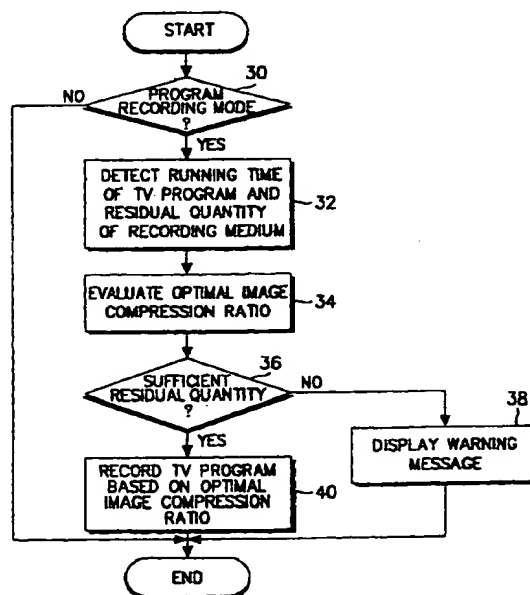 START
30
PROGRAM
RECORDING MODE
?
NO
YES
DETECT RUNNING TIME
OF TV PROGRAM AND
RESIDUAL QUANTITY
OF RECORDING MEDIUM
32
EVALUATE OPTIMAL IMAGE
COMPRESSION RATIO
34
36
SUFFICIENT
RESIDUAL QUANTITY
?
NO
YES
38
DISPLAY WARNING
MESSAGE
RECORD TV PROGRAM
BASED ON OPTIMAL
IMAGE COMPRESSION
RATIO
40
END